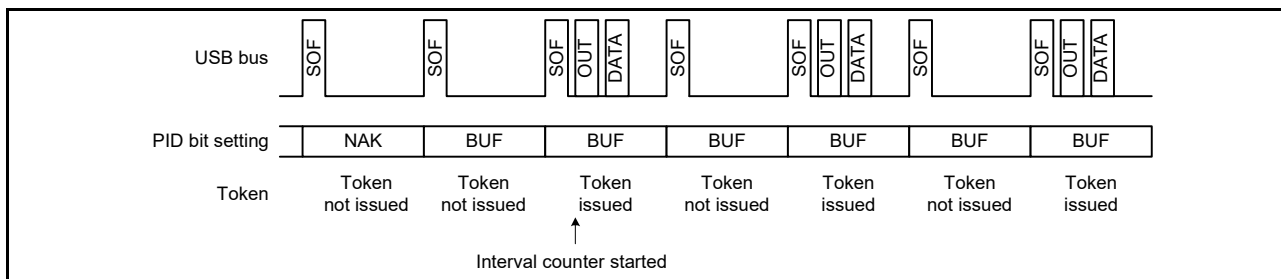 USB bus
SOF SOF SOF OUT DATA SOF SOF OUT DATA SOF SOF OUT DATA
PID bit setting NAK BUF BUF BUF BUF BUF BUF
Token Token Token Token Token Token Token Token
not issued not issued issued not issued issued not issued issued
Interval counter started